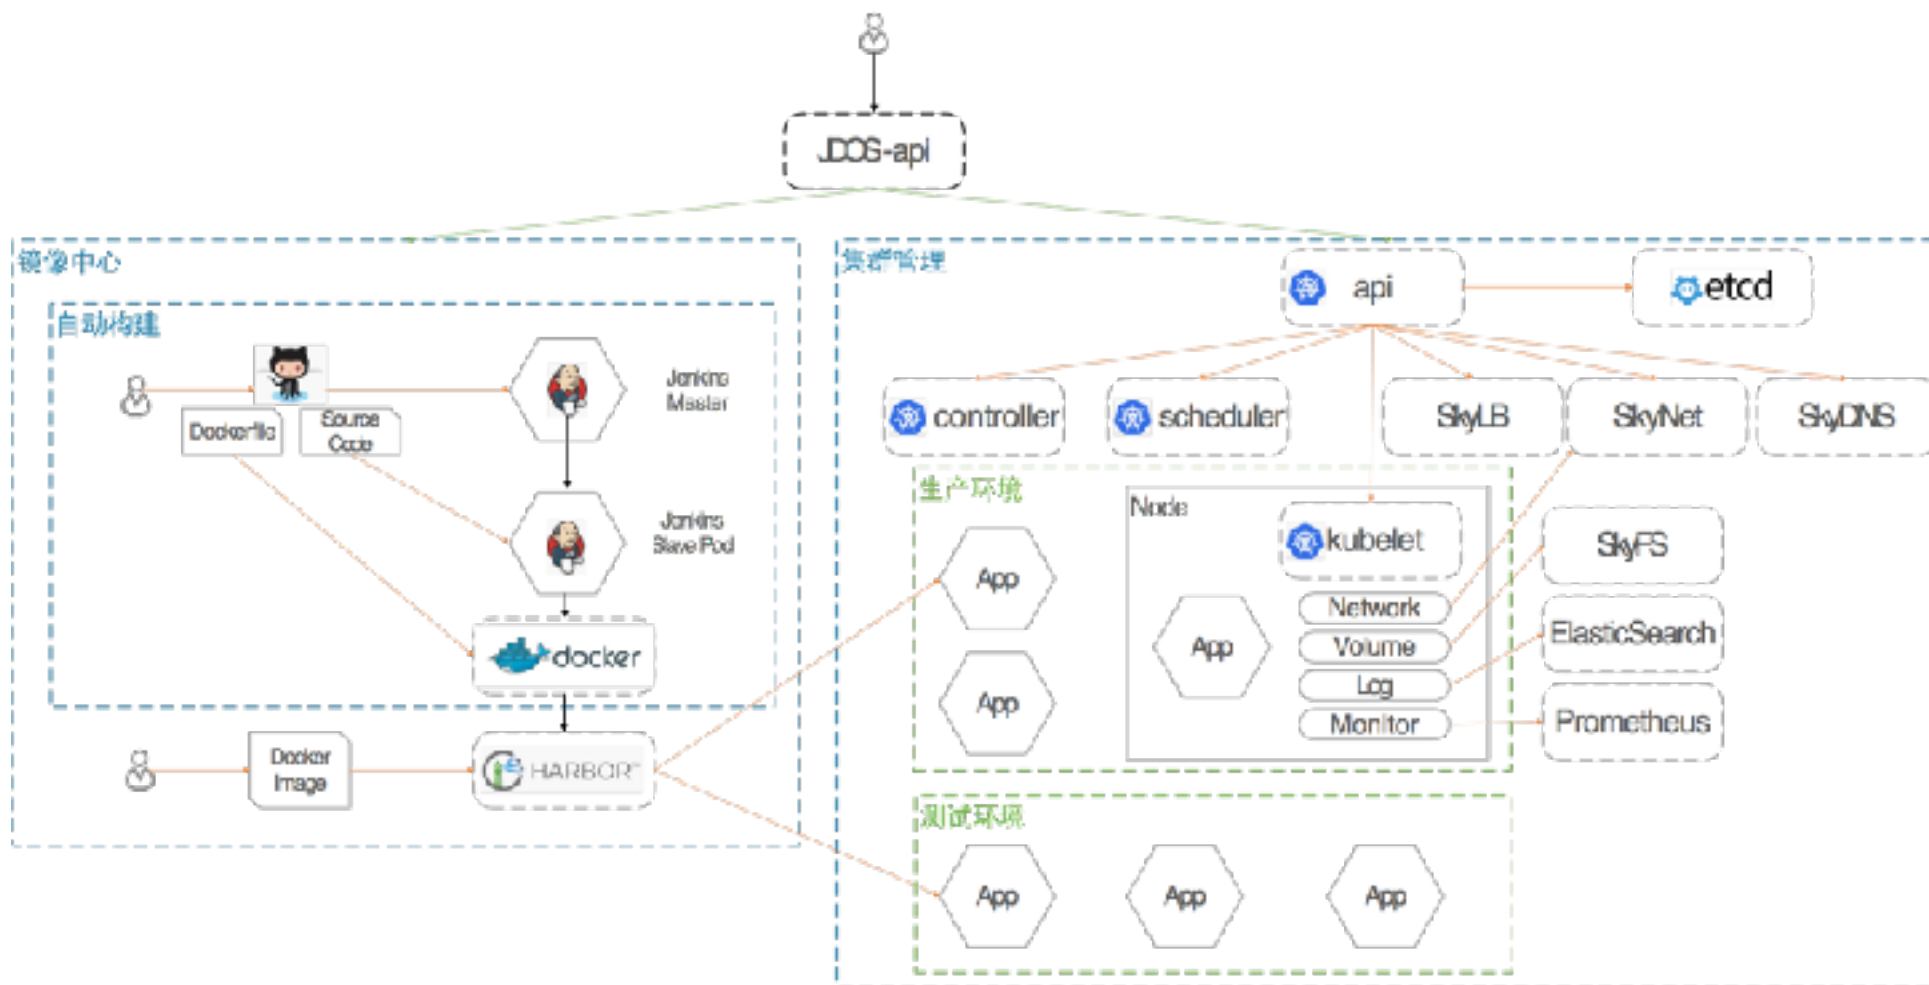 JDOS-api
镜像中心
自动构建
Dockerfile
Source
Code
Jenkins
Master
Jenkins
Slave Pod
docker
Docker
Image
HARBOR
集群管理
api
etcd
controller
scheduler
SkyLB
SkyNet
SkyDNS
生产环境
App
App
Node
kubelet
App
Network
Volume
Log
Monitor
SkyFS
ElasticSearch
Prometheus
测试环境
App
App
App